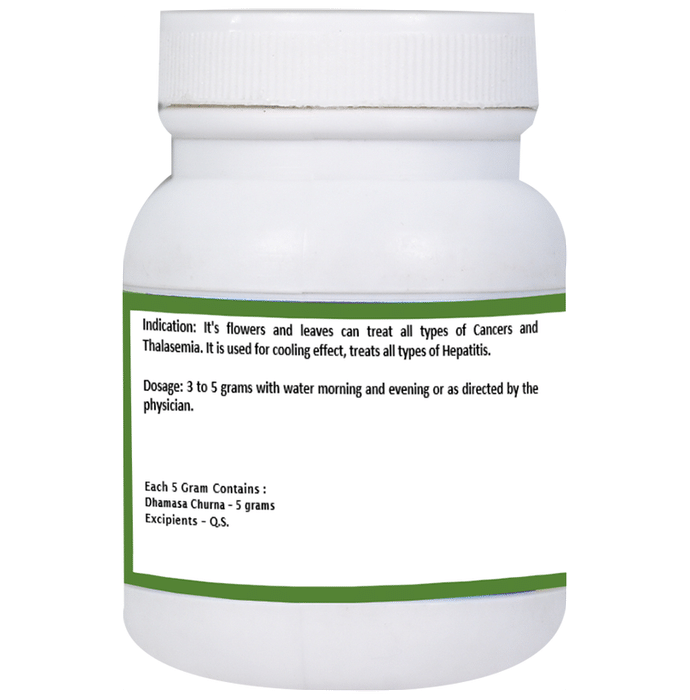 Indication: It's flowers and leaves can treat all types of Cancers and
Thalasemia. It is used for cooling effect, treats all types of Hepatitis.
Dosage: 3 to 5 grams with water morning and evening or as directed by the
physician.
Each 5 Gram Contains :
Dhamasa Churna - 5 grams
Excipients - Q.S.